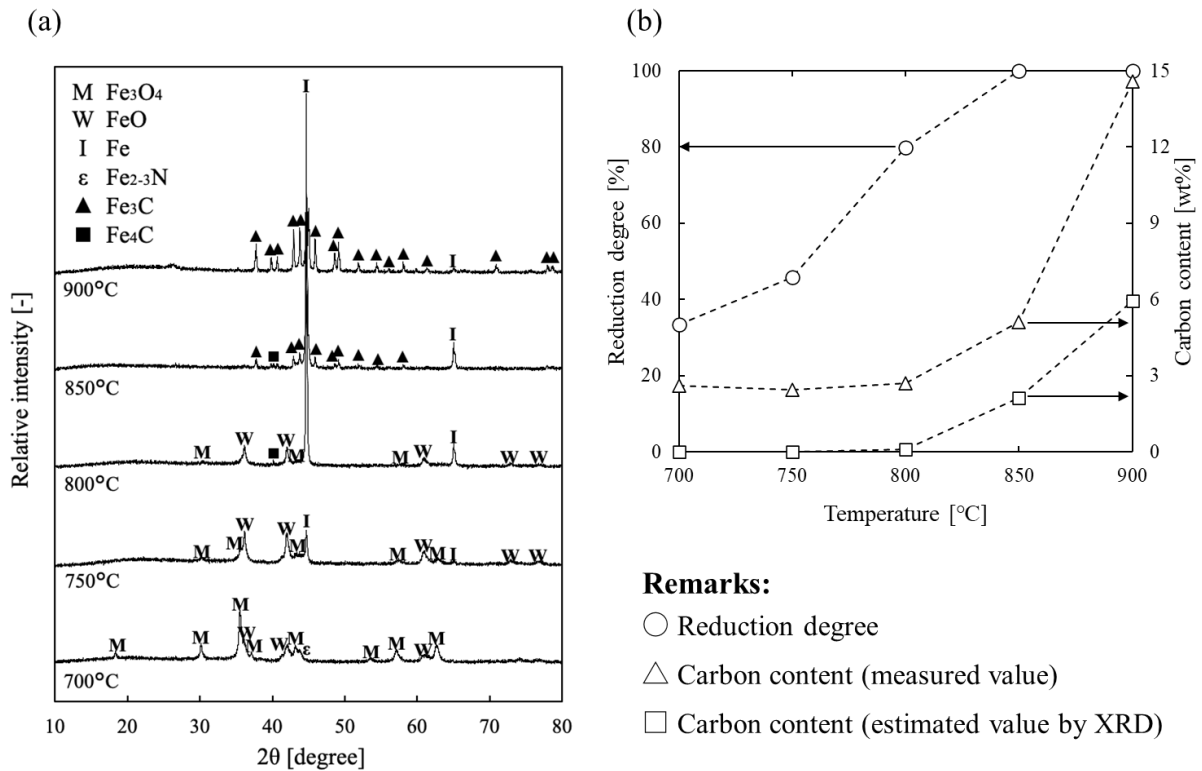 (a)
M Fe3O4
W FeO
I Fe
ε Fe2-3N
▲ Fe3C
■ Fe4C
I
I
900°C
I
850°C
M W W M M W I W W
800°C
M M W W M I M W M I W W
750°C
M M M W M W M ε M M W M
700°C
10 20 30 40 50 60 70 80
2θ [degree]
Relative intensity [-]
(b)
100 80 60 40 20 0
Reduction degree [%]
15 12 9 6 3 0
Carbon content [wt%]
700 750 800 850 900
Temperature [°C]
Remarks:
Reduction degree
Carbon content (measured value)
Carbon content (estimated value by XRD)